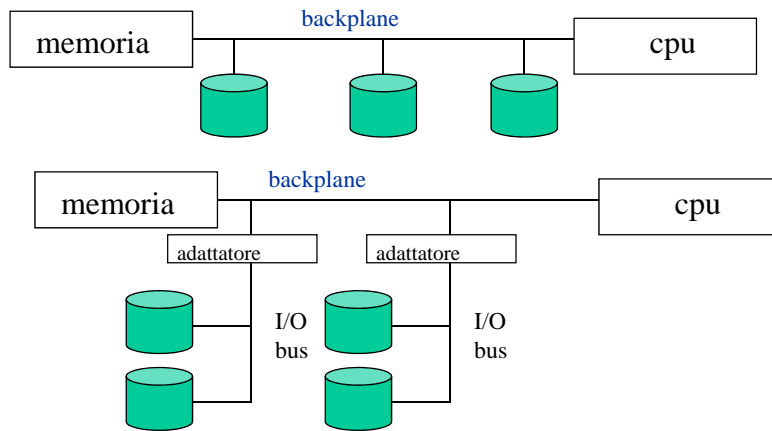 backplane
memoria
cpu
backplane
memoria
cpu
adattatore
adattatore
I/O
bus
I/O
bus